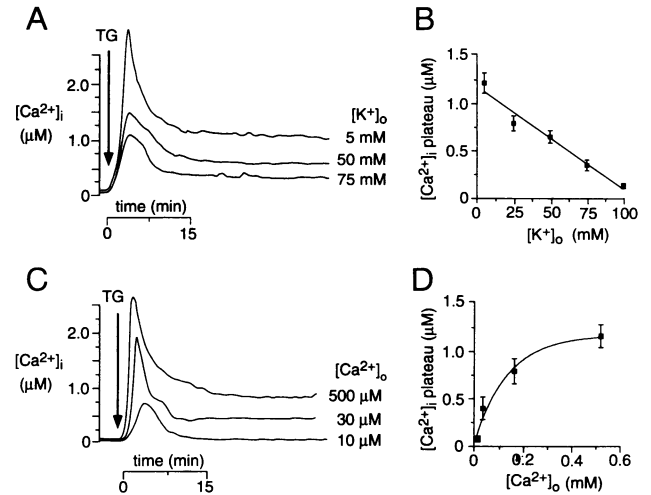 A
TG
2.0
[Ca2+]i
(μM)
1.0
0
[K+]o
5 mM
50 mM
75 mM
time (min)
0 15
B
[Ca2+]i plateau (μM)
1.5
1.0
0.5
0
0 25 50 75 100
[K+]o (mM)
C
TG
2.0
[Ca2+]i
(μM)
1.0
0
[Ca2+]o
500 μM
30 μM
10 μM
time (min)
0 15
D
[Ca2+]i plateau (μM)
1.5
1.0
0.5
0
0 0.2 0.4 0.6
[Ca2+]o (mM)